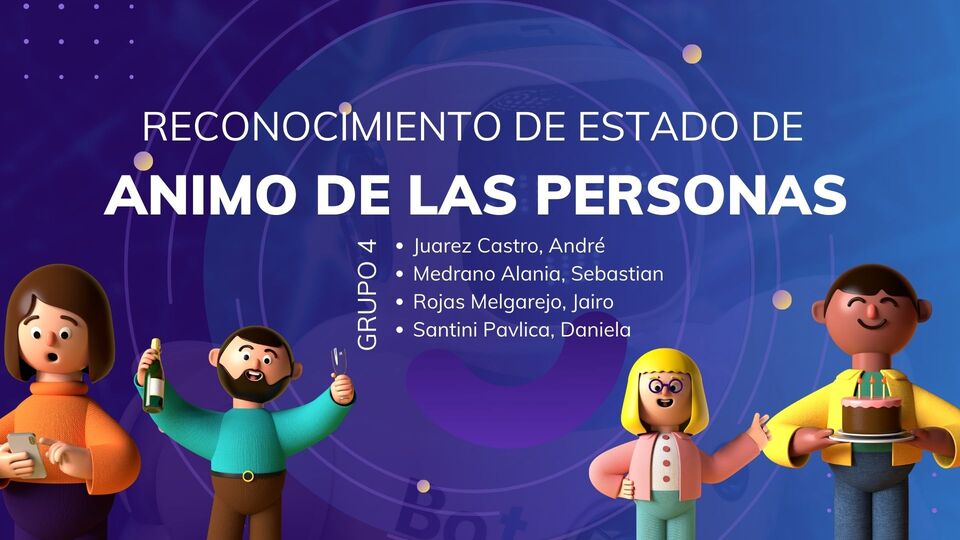 RECONOCIMIENTO DE ESTADO DE
ANIMO DE LAS PERSONAS
GRUPO 4
• Juarez Castro, André
• Medrano Alania, Sebastian
• Rojas Melgarejo, Jairo
• Santini Pavlica, Daniela
Bot